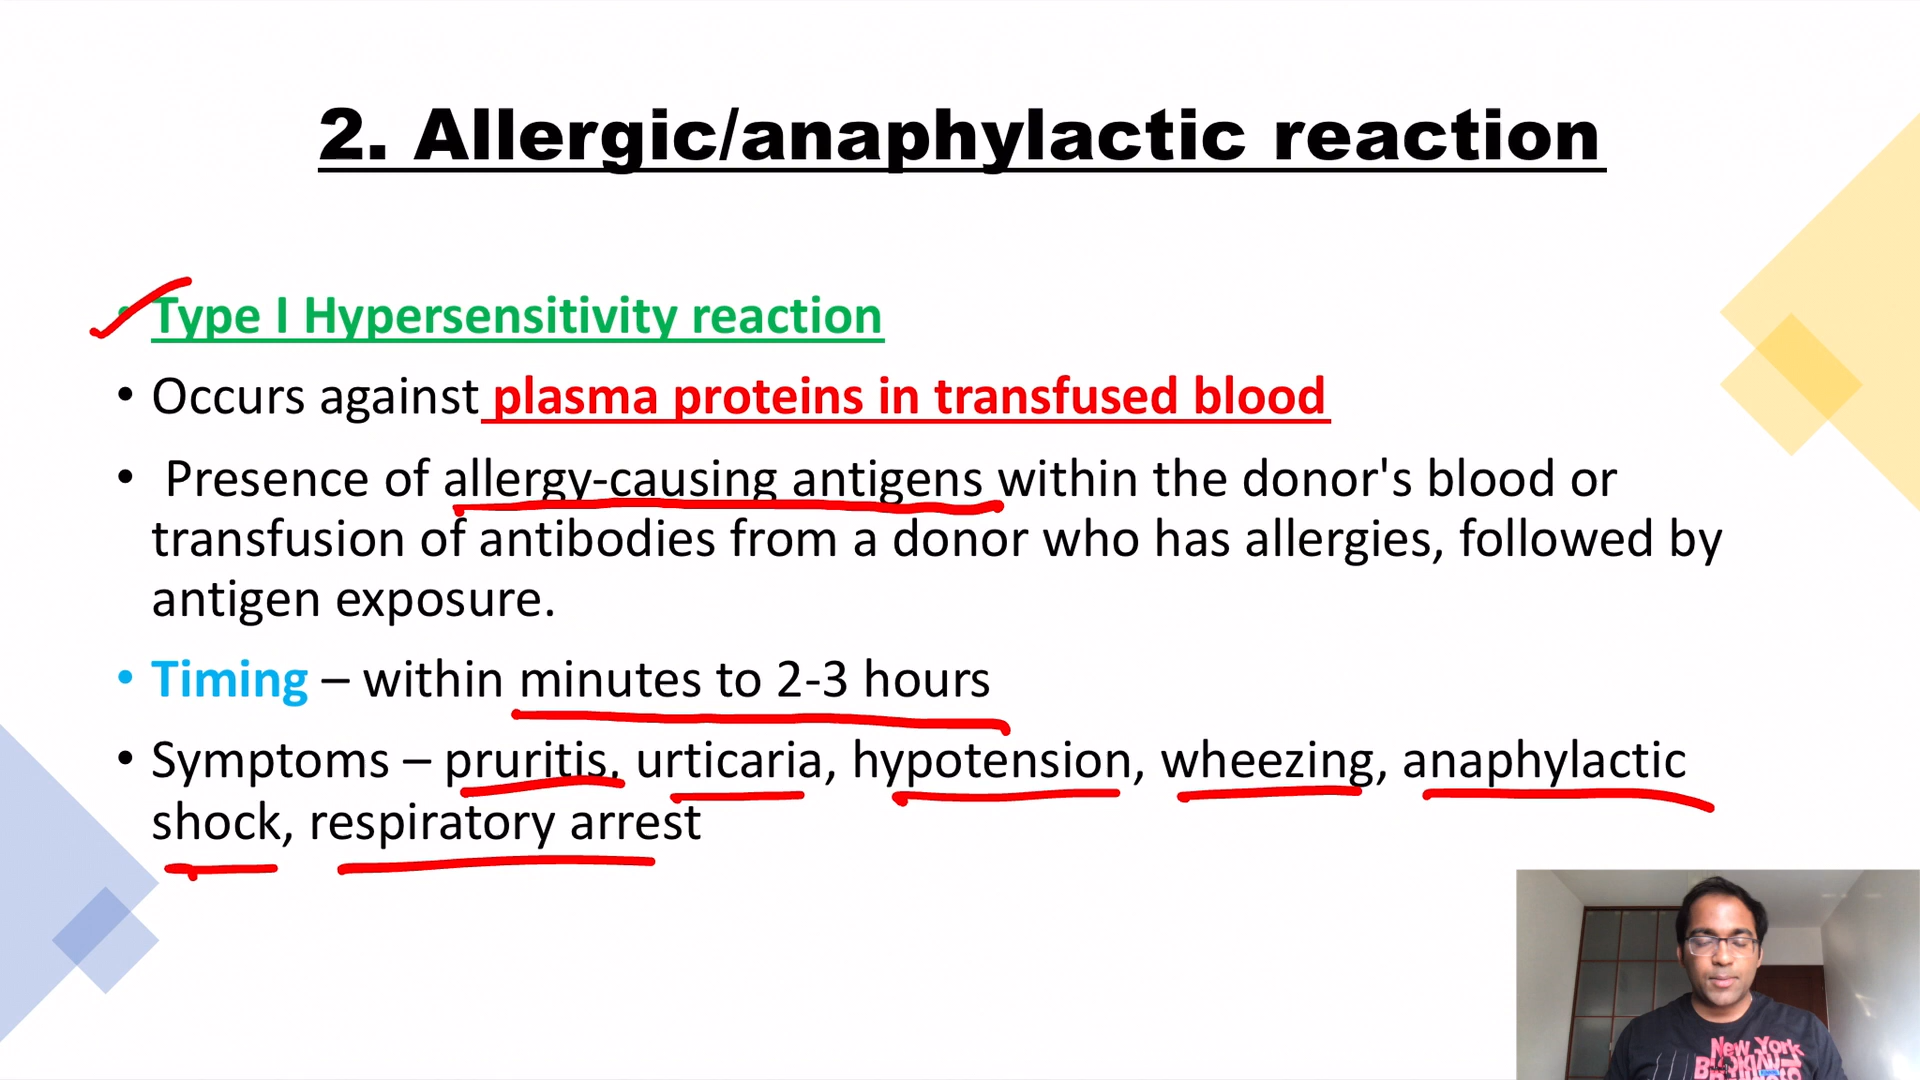 2. Allergic/anaphylactic reaction
• Type I Hypersensitivity reaction
• Occurs against plasma proteins in transfused blood
• Presence of allergy-causing antigens within the donor's blood or
transfusion of antibodies from a donor who has allergies, followed by
antigen exposure.
• Timing – within minutes to 2-3 hours
• Symptoms – pruritis, urticaria, hypotension, wheezing, anaphylactic
shock, respiratory arrest
New York